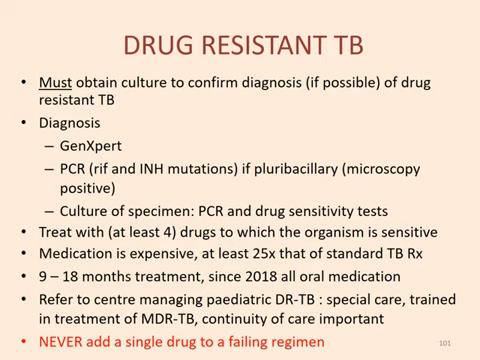 DRUG RESISTANT TB
• Must obtain culture to confirm diagnosis (if possible) of drug
resistant TB
• Diagnosis
– GenXpert
– PCR (rif and INH mutations) if pluribacillary (microscopy
positive)
– Culture of specimen: PCR and drug sensitivity tests
• Treat with (at least 4) drugs to which the organism is sensitive
• Medication is expensive, at least 25x that of standard TB Rx
• 9 – 18 months treatment, since 2018 all oral medication
• Refer to centre managing paediatric DR-TB : special care, trained
in treatment of MDR-TB, continuity of care important
• NEVER add a single drug to a failing regimen
101